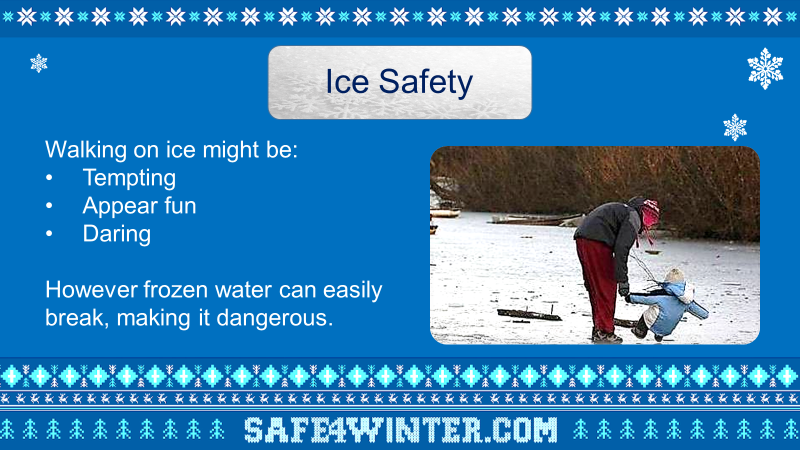 Ice Safety
Walking on ice might be:
• Tempting
• Appear fun
• Daring
However frozen water can easily
break, making it dangerous.
SAFE4WINTER.COM